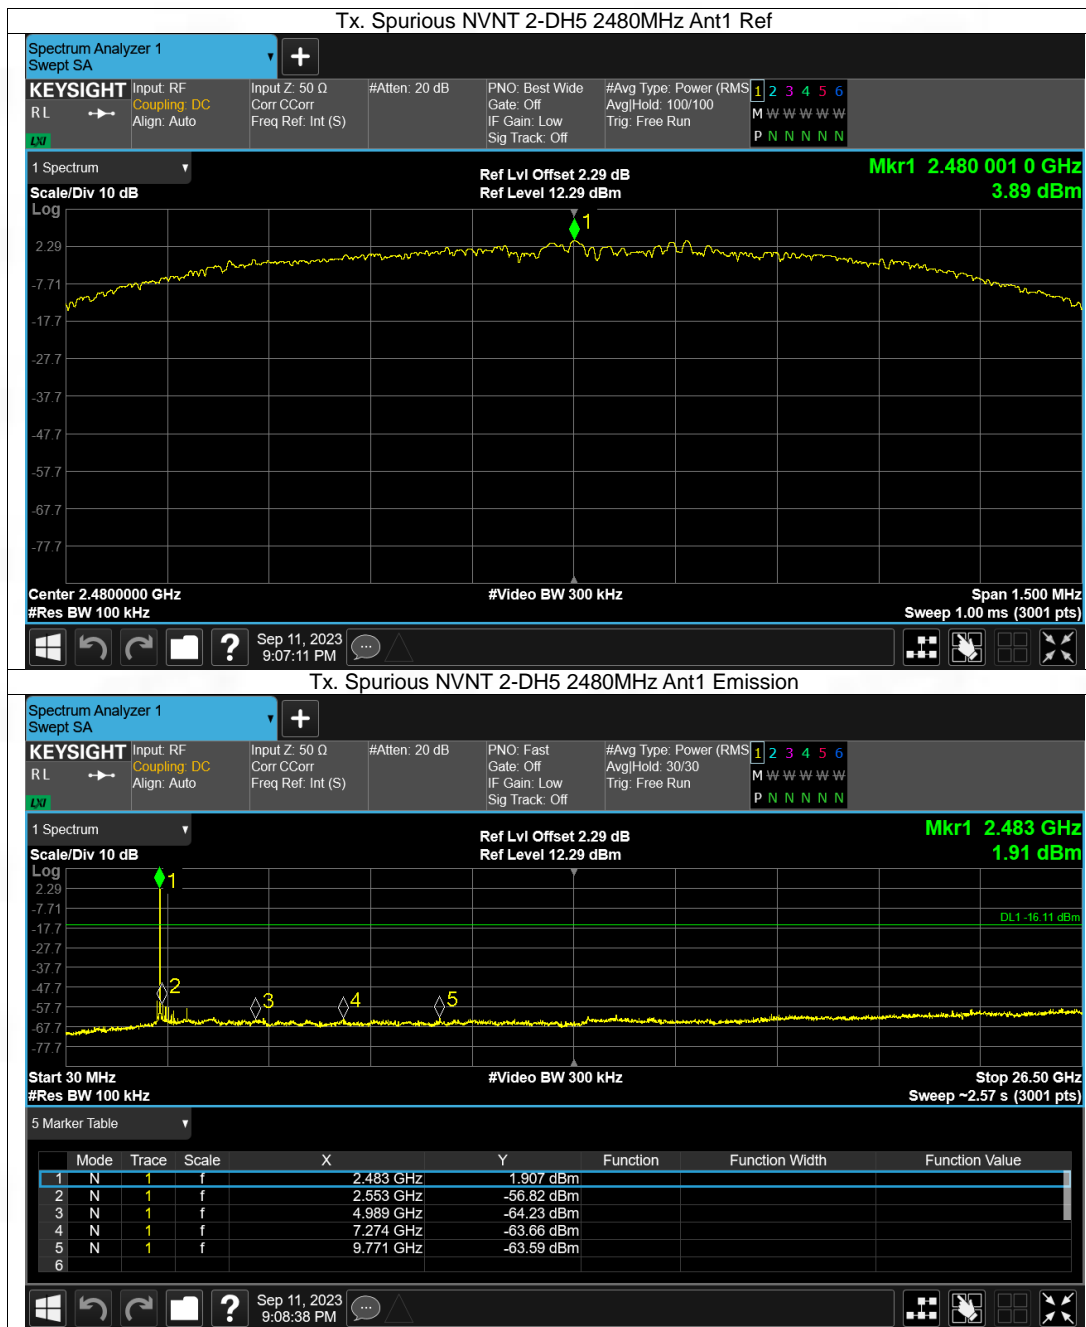 Tx. Spurious NVNT 2-DH5 2480MHz Ant1 Ref
Spectrum Analyzer 1
Swept SA
+
KEYSIGHT
RL
LXI
Input: RF
Coupling: DC
Align: Auto
Input Z: 50 Ω
Corr CCorr
Freq Ref: Int (S)
#Atten: 20 dB
PNO: Best Wide
Gate: Off
IF Gain: Low
Sig Track: Off
#Avg Type: Power (RMS
Avg|Hold: 100/100
Trig: Free Run
1 2 3 4 5 6
M W W W W W
P N N N N N
1 Spectrum
Scale/Div 10 dB
Ref Lvl Offset 2.29 dB
Ref Level 12.29 dBm
Mkr1 2.480 001 0 GHz
3.89 dBm
Log
1
2.29
-7.71
-17.7
-27.7
-37.7
-47.7
-57.7
-67.7
-77.7
Center 2.4800000 GHz
#Res BW 100 kHz
#Video BW 300 kHz
Span 1.500 MHz
Sweep 1.00 ms (3001 pts)
?
Sep 11, 2023
9:07:11 PM
Tx. Spurious NVNT 2-DH5 2480MHz Ant1 Emission
Spectrum Analyzer 1
Swept SA
+
KEYSIGHT
RL
LXI
Input: RF
Coupling: DC
Align: Auto
Input Z: 50 Ω
Corr CCorr
Freq Ref: Int (S)
#Atten: 20 dB
PNO: Fast
Gate: Off
IF Gain: Low
Sig Track: Off
#Avg Type: Power (RMS
Avg|Hold: 30/30
Trig: Free Run
1 2 3 4 5 6
M W W W W W
P N N N N N
1 Spectrum
Scale/Div 10 dB
Ref Lvl Offset 2.29 dB
Ref Level 12.29 dBm
Mkr1 2.483 GHz
1.91 dBm
Log
1
2.29
-7.71
DL1 -16.11 dBm
-17.7
-27.7
-37.7
-47.7
2 3 4 5
-57.7
-67.7
-77.7
Start 30 MHz
#Res BW 100 kHz
#Video BW 300 kHz
Stop 26.50 GHz
Sweep ~2.57 s (3001 pts)
5 Marker Table
Mode Trace Scale X Y Function Function Width Function Value
1 N 1 f 2.483 GHz 1.907 dBm
2 N 1 f 2.553 GHz -56.82 dBm
3 N 1 f 4.989 GHz -64.23 dBm
4 N 1 f 7.274 GHz -63.66 dBm
5 N 1 f 9.771 GHz -63.59 dBm
6
?
Sep 11, 2023
9:08:38 PM